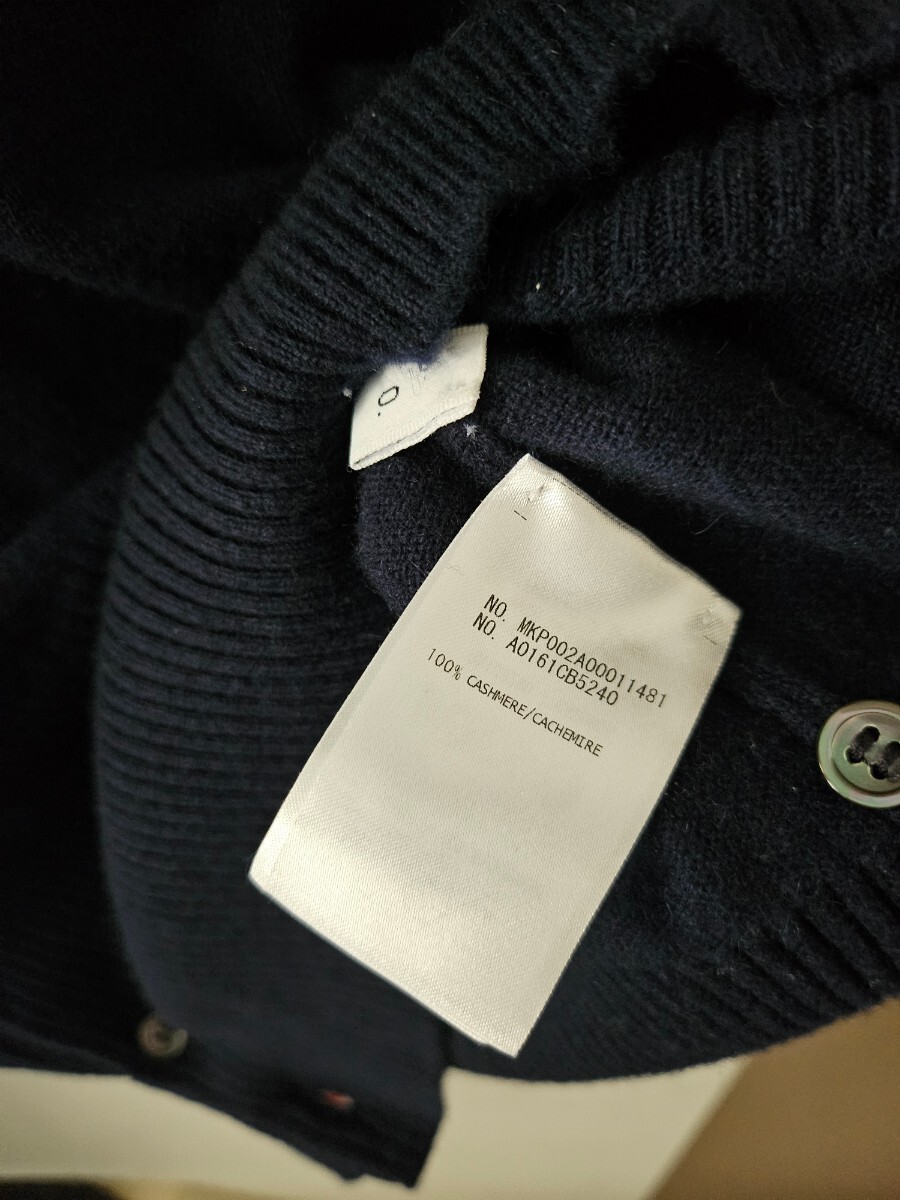 O.
NO. MKP002A00011481
NO. A0161CB5240
100% CASHMERE/CACHEMIRE